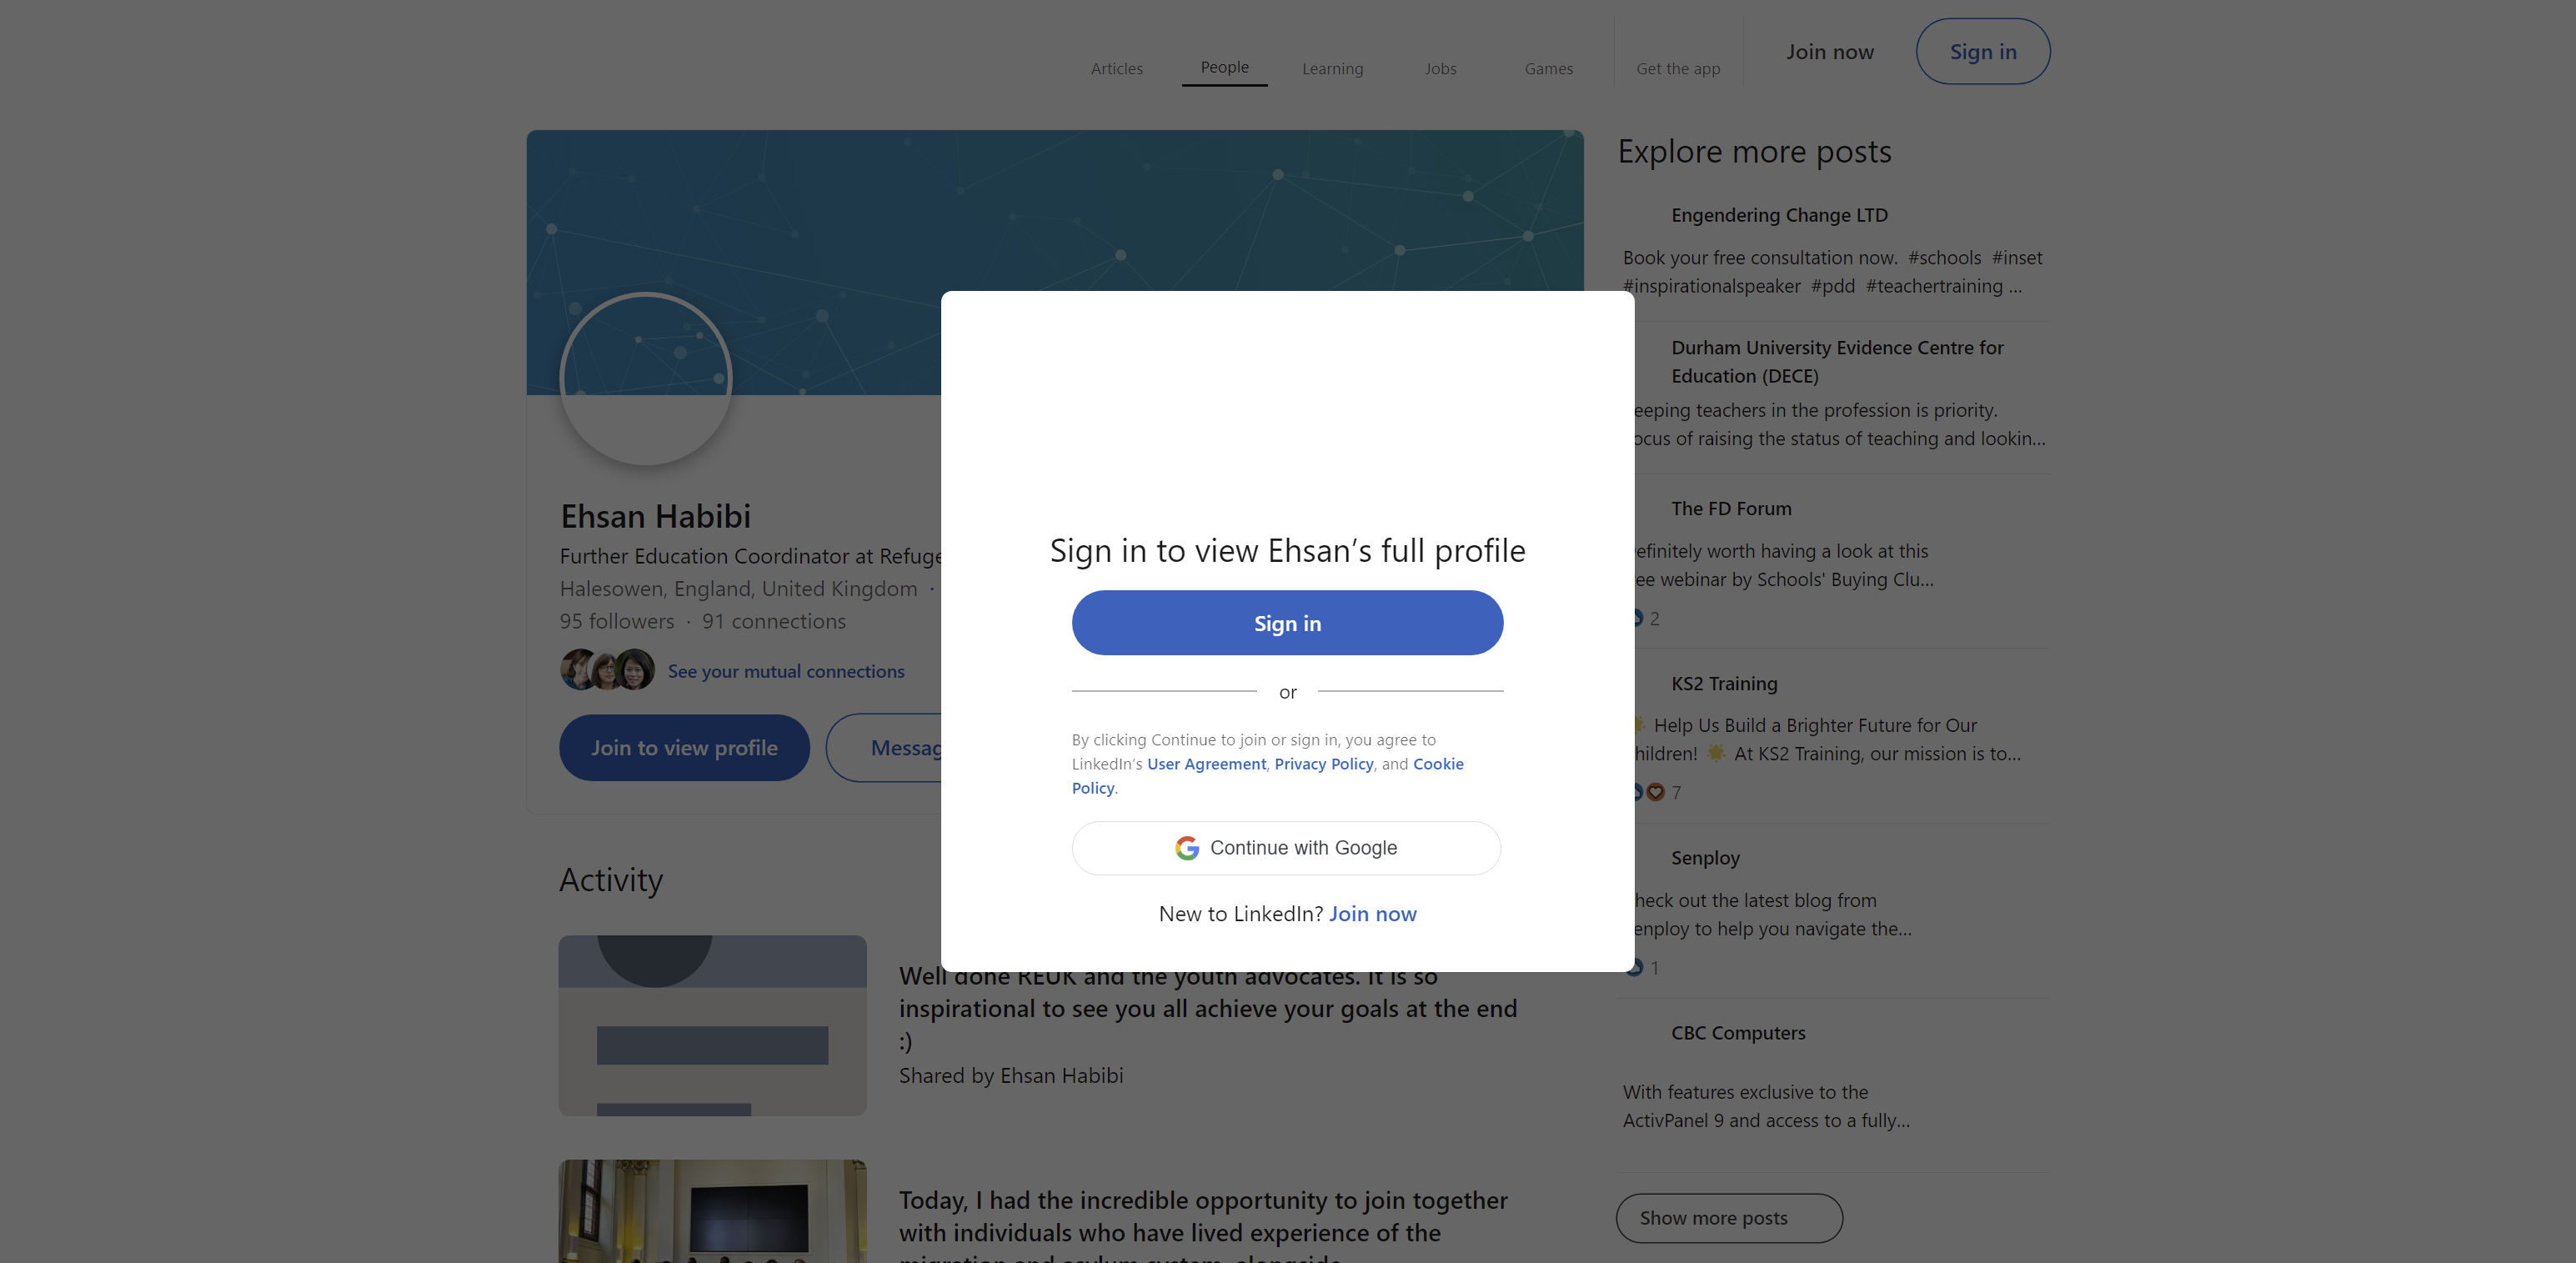 Articles
People
Learning
Jobs
Games
Get the app
Join now
Sign in
Ehsan Habibi
Further Education Coordinator at
Halesowen, England, United Kingdom ·
95 followers · 91 connections
See your mutual connections
Join to view profile
Sign in to view Ehsan’s full profile
Sign in
or
By clicking Continue to join or sign in, you agree to
LinkedIn’s User Agreement, Privacy Policy, and Cookie
Policy.
Continue with Google
New to LinkedIn? Join now
Activity
Well done REUK and the youth advocates. It is so
inspirational to see you all achieve your goals at the end
:)
Shared by Ehsan Habibi
Today, I had the incredible opportunity to join together
with individuals who have lived experience of the
Explore more posts
Engendering Change LTD
Book your free consultation now. #schools #inset
#inspirationalspeaker #pdd #teachertraining ...
Durham University Evidence Centre for
Education (DECE)
teachers in the profession is priority.
of raising the status of teaching and lookin...
The FD Forum
worth having a look at this
webinar by Schools' Buying Clu...
2
KS2 Training
Help Us Build a Brighter Future for Our
At KS2 Training, our mission is to...
7
Senploy
out the latest blog from
to help you navigate the...
1
CBC Computers
With features exclusive to the
ActivPanel 9 and access to a fully...
Show more posts